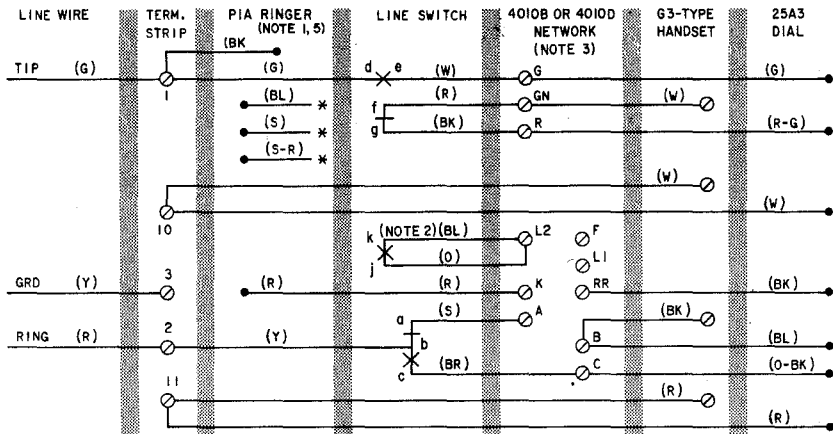 LINE WIRE TERM. STRIP PIA RINGER (NOTE 1, 5) LINE SWITCH 4010B OR 4010D NETWORK (NOTE 3) G3-TYPE HANDSET 25A3 DIAL
(BK
TIP (G) 1 (G) d e (W) G (G)
(BL) f (R) GN (W)
(S) g (BK) R (R-G)
(S-R)
(W)
10 (W)
k (NOTE 2) (BL) L2 F
j (O) L1
GRD (Y) 3 (R) (R) K RR (BK)
a (S) A (BK)
RING (R) 2 (Y) b B (BL)
c (BR) C (O-BK)
11 (R)
(R)